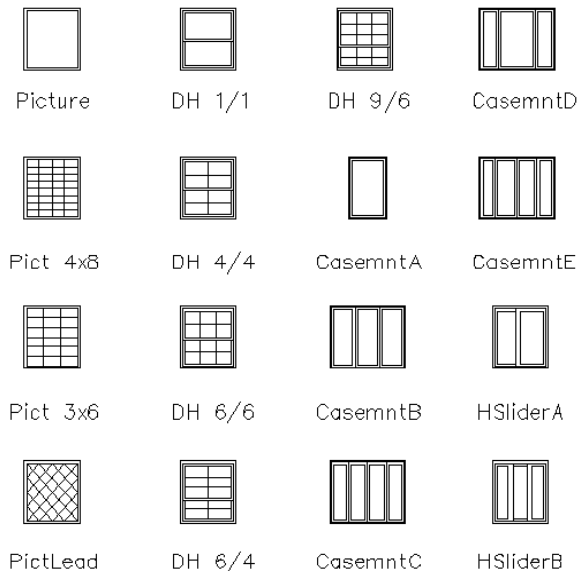 Picture DH 1/1 DH 9/6 CasemntD
Pict 4x8 DH 4/4 CasemntA CasemntE
Pict 3x6 DH 6/6 CasemntB HSliderA
PictLead DH 6/4 CasemntC HSliderB